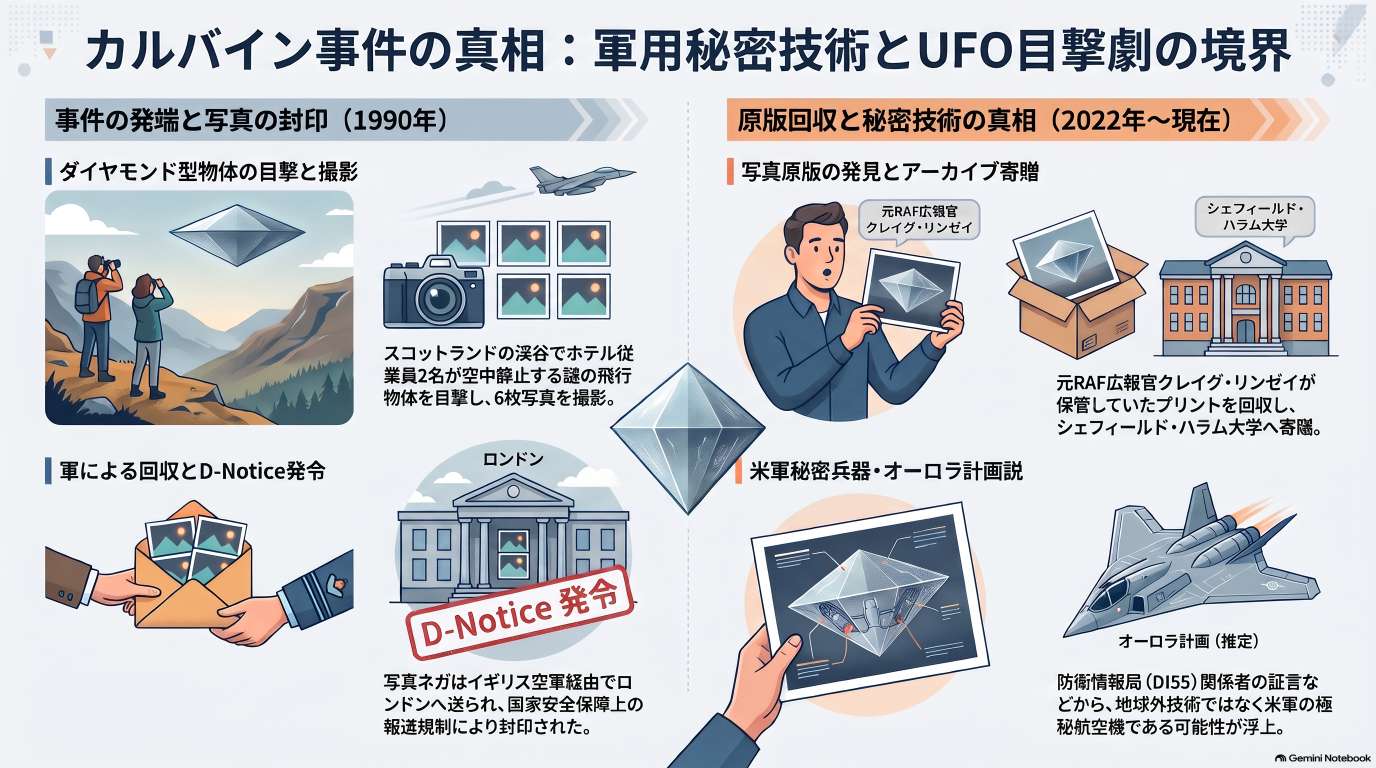 カルバイン事件の真相：軍用秘密技術とUFO目撃劇の境界
事件の発端と写真の封印（1990年）
ダイヤモンド型物体の目撃と撮影
スコットランドの渓谷でホテル従
業員2名が空中静止する謎の飛行
物体を目撃し、6枚写真を撮影。
軍による回収とD-Notice発令
ロンドン
D-Notice 発令
写真ネガはイギリス空軍経由でロ
ンドンへ送られ、国家安全保障上の
報道規制により封印された。
原版回収と秘密技術の真相（2022年～現在）
写真原版の発見とアーカイブ寄贈
元RAF広報官
クレイグ・リンゼイ
シェフィールド・
ハラム大学
元RAF広報官クレイグ・リンゼイが
保管していたプリントを回収し、
シェフィールド・ハラム大学へ寄。
米軍秘密兵器・オーロラ計画説
オーロラ計画（推定）
防衛情報局（DI55）関係者の証言な
どから、地球外技術ではなく米軍の極
秘航空機である可能性が浮上。
Gemini Notebook